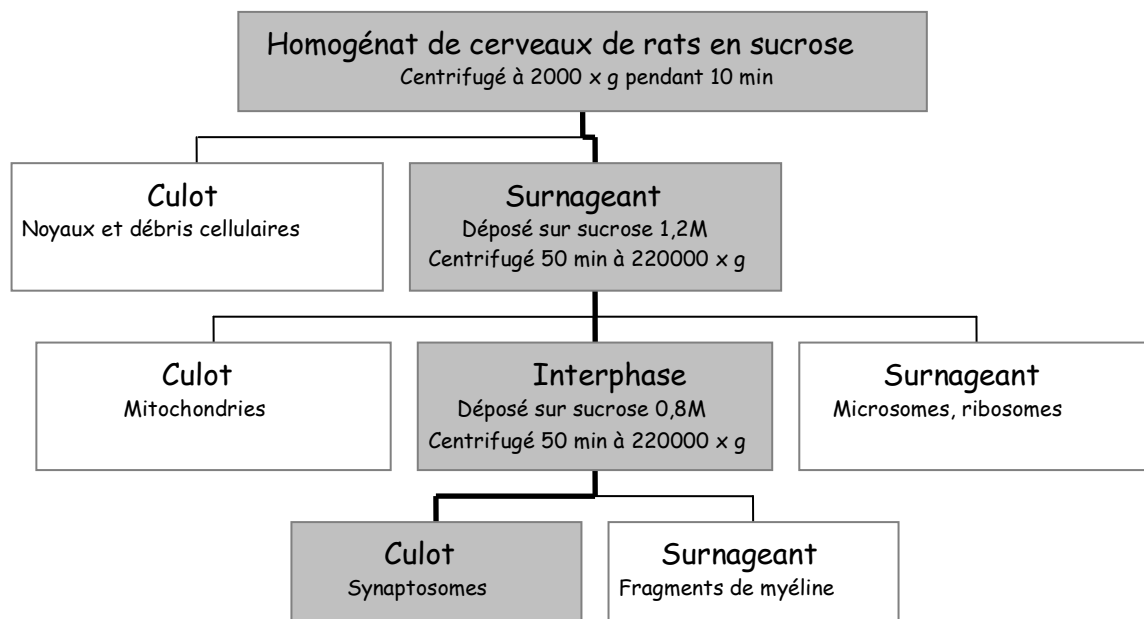 Homogénat de cerveaux de rats en sucrose
Centrifugé à 2000 x g pendant 10 min
Culot
Noyaux et débris cellulaires
Surnageant
Déposé sur sucrose 1,2M
Centrifugé 50 min à 220000 x g
Culot
Mitochondries
Interphase
Déposé sur sucrose 0,8M
Centrifugé 50 min à 220000 x g
Surnageant
Microsomes, ribosomes
Culot
Synaptosomes
Surnageant
Fragments de myéline